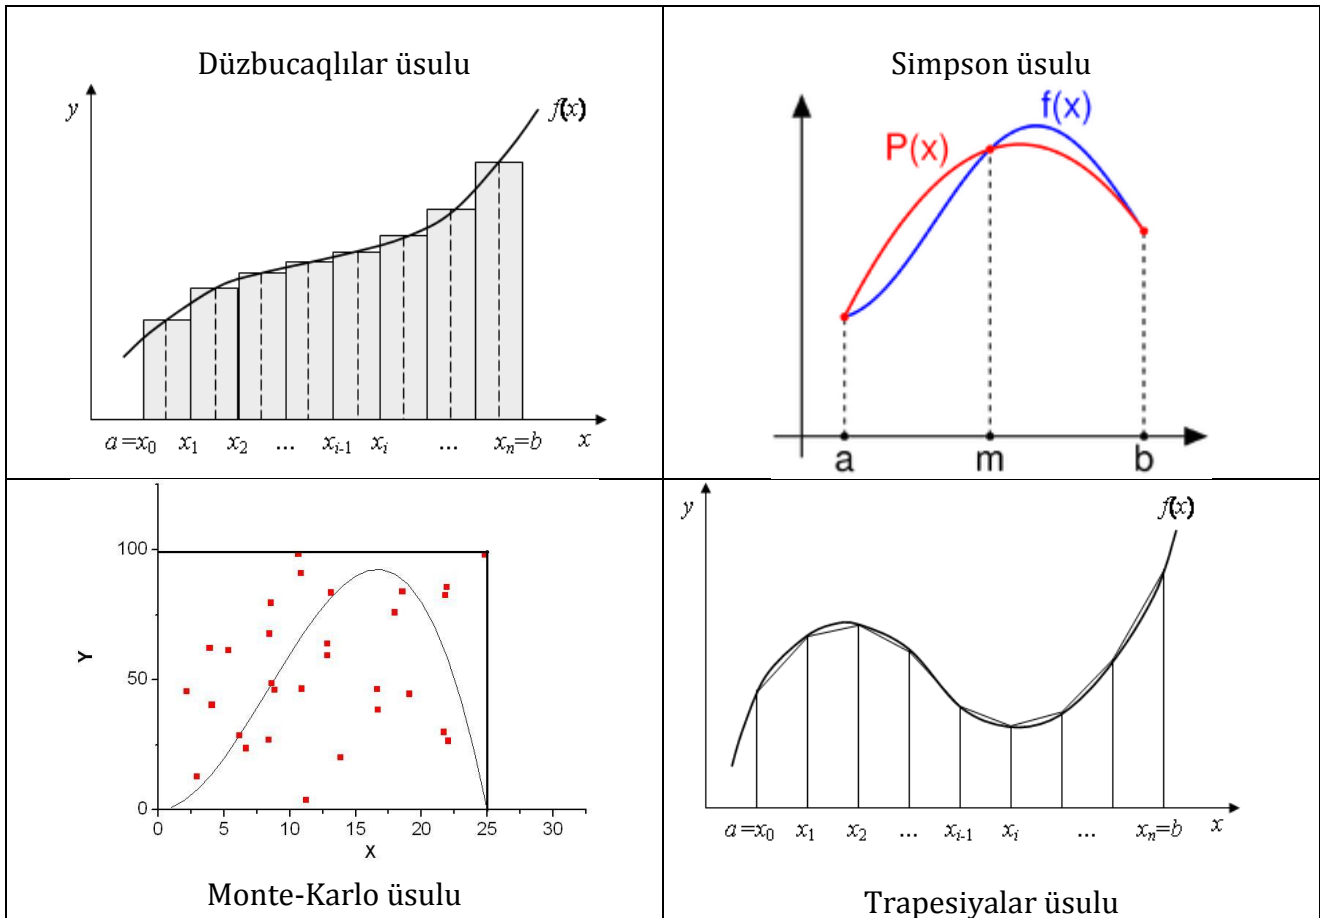 Düzbucaqlılar üsulu
y
f(x)
a=x0 x1 x2 ... xi-1 xi ... xn=b x
Simpson üsulu
f(x)
P(x)
a m b
100
50
0
Y
0 5 10 15 20 25 30
X
Monte-Karlo üsulu
y
f(x)
a=x0 x1 x2 ... xi-1 xi ... xn=b x
Trapesiyalar üsulu